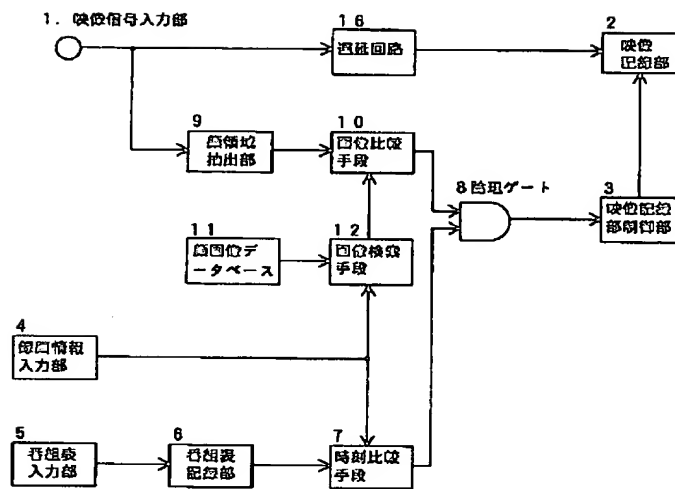 1. 映像信号入力部
16
遅延回路
2
映像
記録部
9
顔領域
抽出部
10
画像比較
手段
8論理ゲート
3
映像記録
部制御部
11
顔画像デ
ータベース
12
画像検索
手段
4
録画情報
入力部
5
番組表
入力部
6
番組表
記録部
7
時刻比較
手段